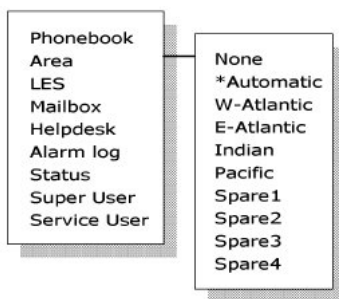 Phonebook
Area
LES
Mailbox
Helpdesk
Alarm log
Status
Super User
Service User
None
*Automatic
W-Atlantic
E-Atlantic
Indian
Pacific
Spare1
Spare2
Spare3
Spare4